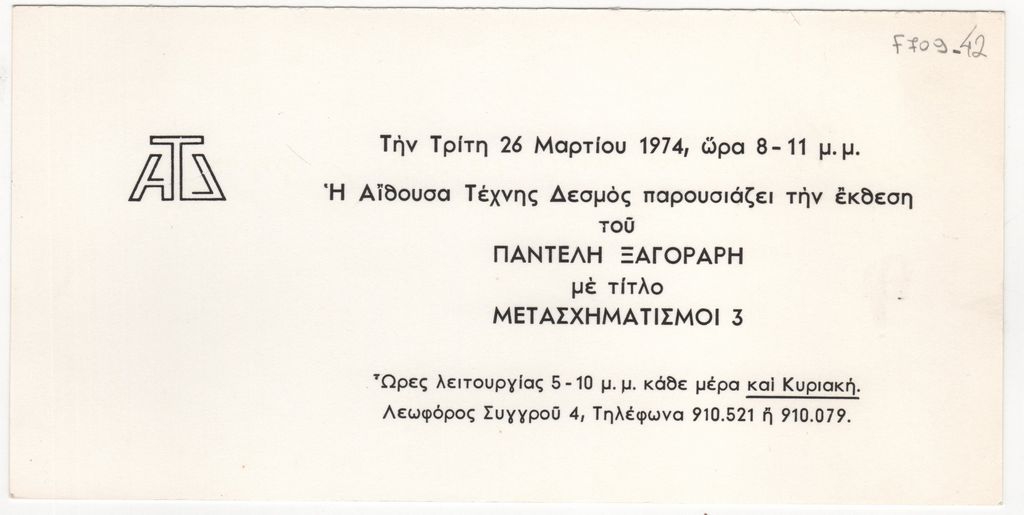 F709-42
ΑΤΔ
Τὴν Τρίτη 26 Μαρτίου 1974, ὥρα 8-11 μ.μ.
Ἡ Αἴθουσα Τέχνης Δεσμὸς παρουσιάζει τὴν ἔκθεση
τοῦ
ΠΑΝΤΕΛΗ ΞΑΓΟΡΑΡΗ
μὲ τίτλο
ΜΕΤΑΣΧΗΜΑΤΙΣΜΟΙ 3
Ὧρες λειτουργίας 5-10 μ.μ. κάθε μέρα καὶ Κυριακή.
Λεωφόρος Συγγροῦ 4, Τηλέφωνα 910.521 ἤ 910.079.